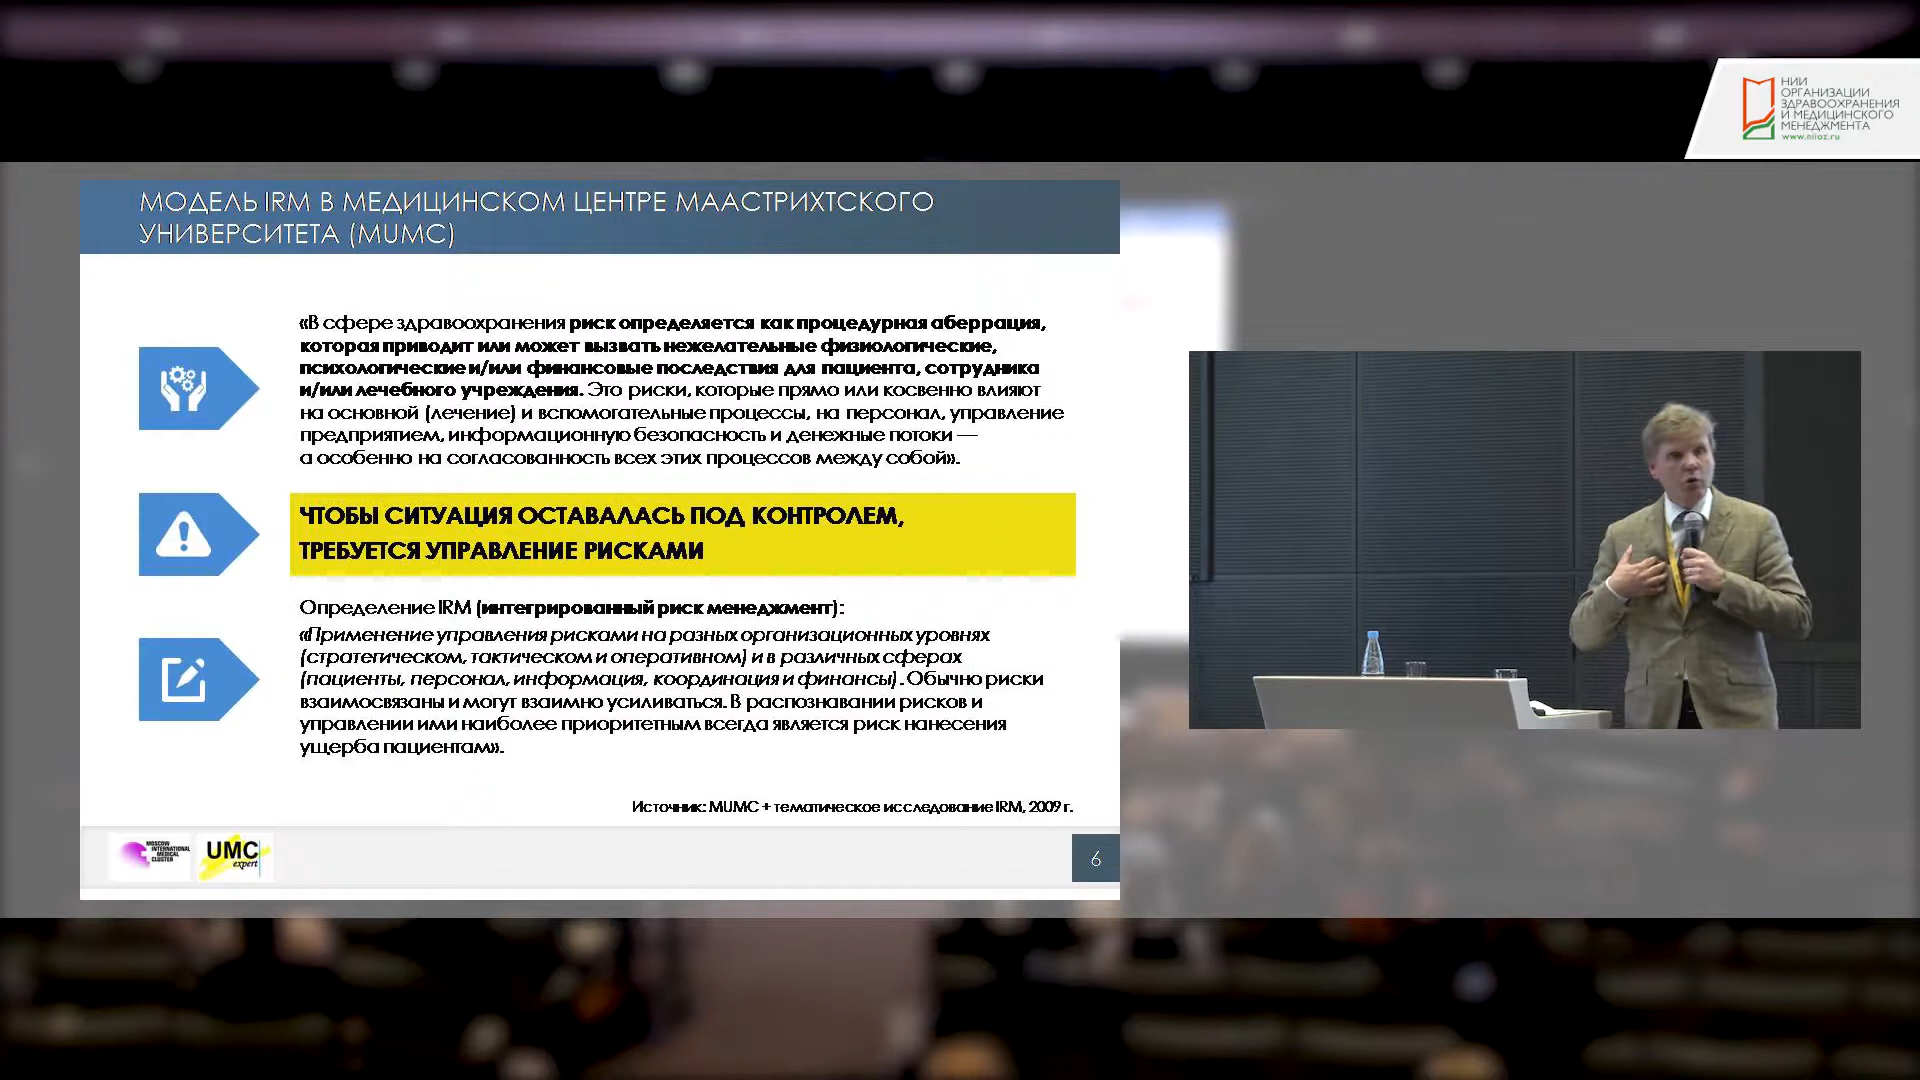 НИИ
ОРГАНИЗАЦИИ
ЗДРАВООХРАНЕНИЯ
И МЕДИЦИНСКОГО
МЕНЕДЖМЕНТА
www.niioz.ru
МОДЕЛЬ IRM В МЕДИЦИНСКОМ ЦЕНТРЕ МААСТРИХТСКОГО
УНИВЕРСИТЕТА (MUMC)
«В сфере здравоохранения риск определяется как процедурная аберрация,
которая приводит или может вызвать нежелательные физиологические,
психологические и/или финансовые последствия для пациента, сотрудника
и/или лечебного учреждения. Это риски, которые прямо или косвенно влияют
на основной (лечение) и вспомогательные процессы, на персонал, управление
предприятием, информационную безопасность и денежные потоки —
а особенно на согласованность всех этих процессов между собой».
ЧТОБЫ СИТУАЦИЯ ОСТАВАЛАСЬ ПОД КОНТРОЛЕМ,
ТРЕБУЕТСЯ УПРАВЛЕНИЕ РИСКАМИ
Определение IRM (интегрированный риск менеджмент):
«Применение управления рисками на разных организационных уровнях
(стратегическом, тактическом и оперативном) и в различных сферах
(пациенты, персонал, информация, координация и финансы). Обычно риски
взаимосвязаны и могут взаимно усиливаться. В распознавании рисков и
управлении ими наиболее приоритетным всегда является риск нанесения
ущерба пациентам».
Источник: MUMC + тематическое исследование IRM, 2009 г.
MOSCOW
INTERNATIONAL
MEDICAL
CLUSTER
UMC
expert
6